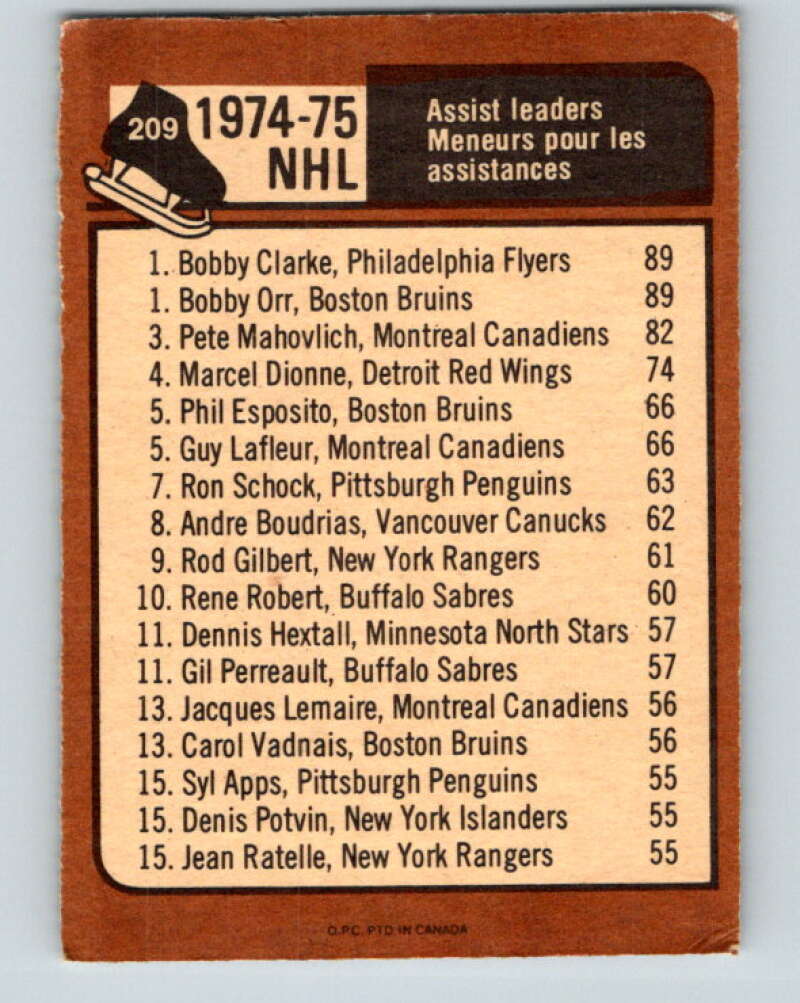 209
1974-75
NHL
Assist leaders
Meneurs pour les
assistances
1. Bobby Clarke, Philadelphia Flyers 89
1. Bobby Orr, Boston Bruins 89
3. Pete Mahovlich, Montreal Canadiens 82
4. Marcel Dionne, Detroit Red Wings 74
5. Phil Esposito, Boston Bruins 66
5. Guy Lafleur, Montreal Canadiens 66
7. Ron Schock, Pittsburgh Penguins 63
8. Andre Boudrias, Vancouver Canucks 62
9. Rod Gilbert, New York Rangers 61
10. Rene Robert, Buffalo Sabres 60
11. Dennis Hextall, Minnesota North Stars 57
11. Gil Perreault, Buffalo Sabres 57
13. Jacques Lemaire, Montreal Canadiens 56
13. Carol Vadnais, Boston Bruins 56
15. Syl Apps, Pittsburgh Penguins 55
15. Denis Potvin, New York Islanders 55
15. Jean Ratelle, New York Rangers 55
O.P.C. PTD. IN CANADA